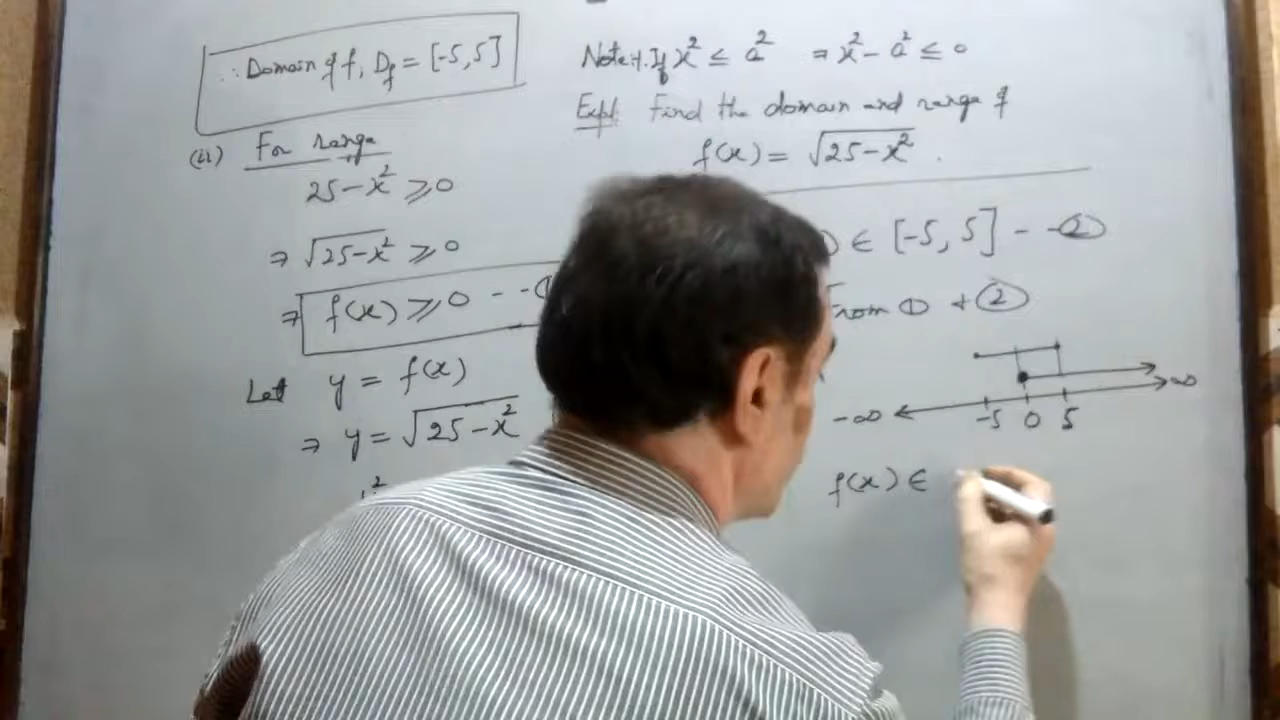 ∴ Domain of f, D_f = [-5, 5]
(ii) For range
25 - x² ⩾ 0
⇒ √25-x² ⩾ 0
⇒ f(x) ⩾ 0 - -
Let y = f(x)
⇒ y = √25-x²
Note:1. If x² ≤ a² ⇒ x² - a² ≤ 0
Expl: Find the domain and range of
f(x) = √25-x² .
∈ [-5, 5] - - ②
From ① & ②
-∞ -5 0 5 ∞
f(x) ∈